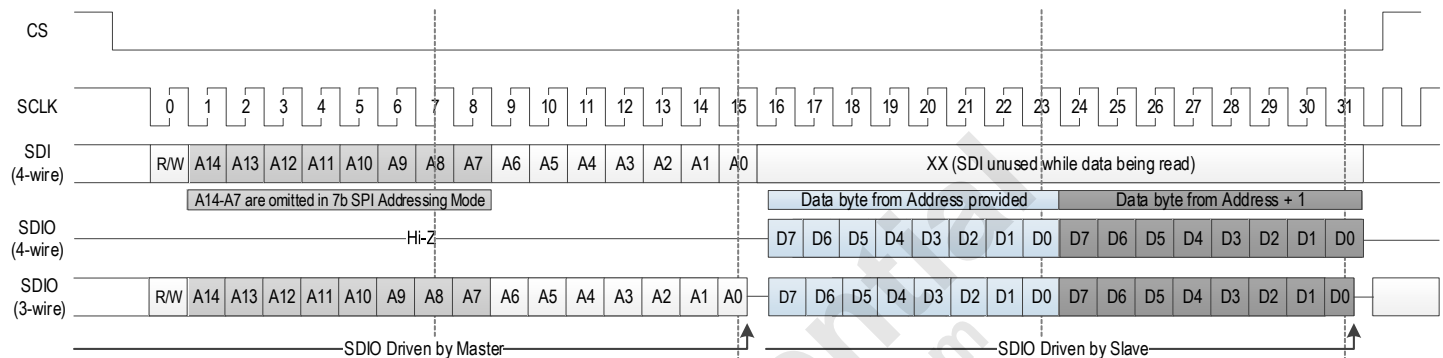 CS
SCLK 0 1 2 3 4 5 6 7 8 9 10 11 12 13 14 15 16 17 18 19 20 21 22 23 24 25 26 27 28 29 30 31
SDI
(4-wire)
R/W A14 A13 A12 A11 A10 A9 A8 A7 A6 A5 A4 A3 A2 A1 A0 XX (SDI unused while data being read)
A14-A7 are omitted in 7b SPI Addressing Mode Data byte from Address provided Data byte from Address + 1
SDIO
(4-wire)
Hi-Z D7 D6 D5 D4 D3 D2 D1 D0 D7 D6 D5 D4 D3 D2 D1 D0
SDIO
(3-wire)
R/W A14 A13 A12 A11 A10 A9 A8 A7 A6 A5 A4 A3 A2 A1 A0 D7 D6 D5 D4 D3 D2 D1 D0 D7 D6 D5 D4 D3 D2 D1 D0
SDIO Driven by Master SDIO Driven by Slave